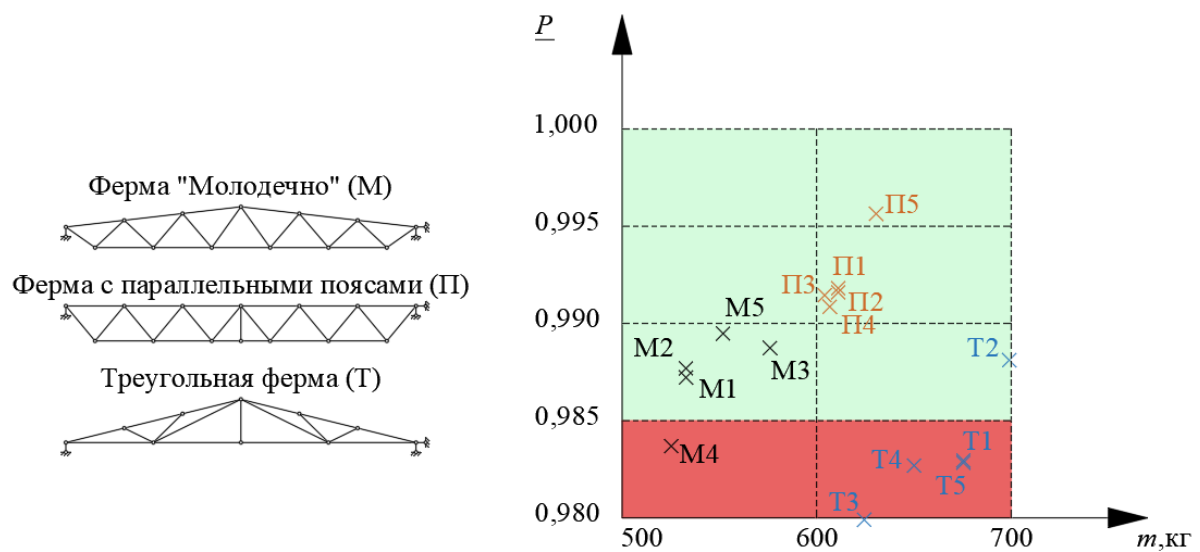 Ферма "Молодечно" (М)
Ферма с параллельными поясами (П)
Треугольная ферма (Т)
P
1,000
0,995
0,990
0,985
0,980
П5
П1
П3
П2
П4
М5
М2
М3
М1
Т2
М4
Т1
Т4
Т5
Т3
500
600
700
m,кг